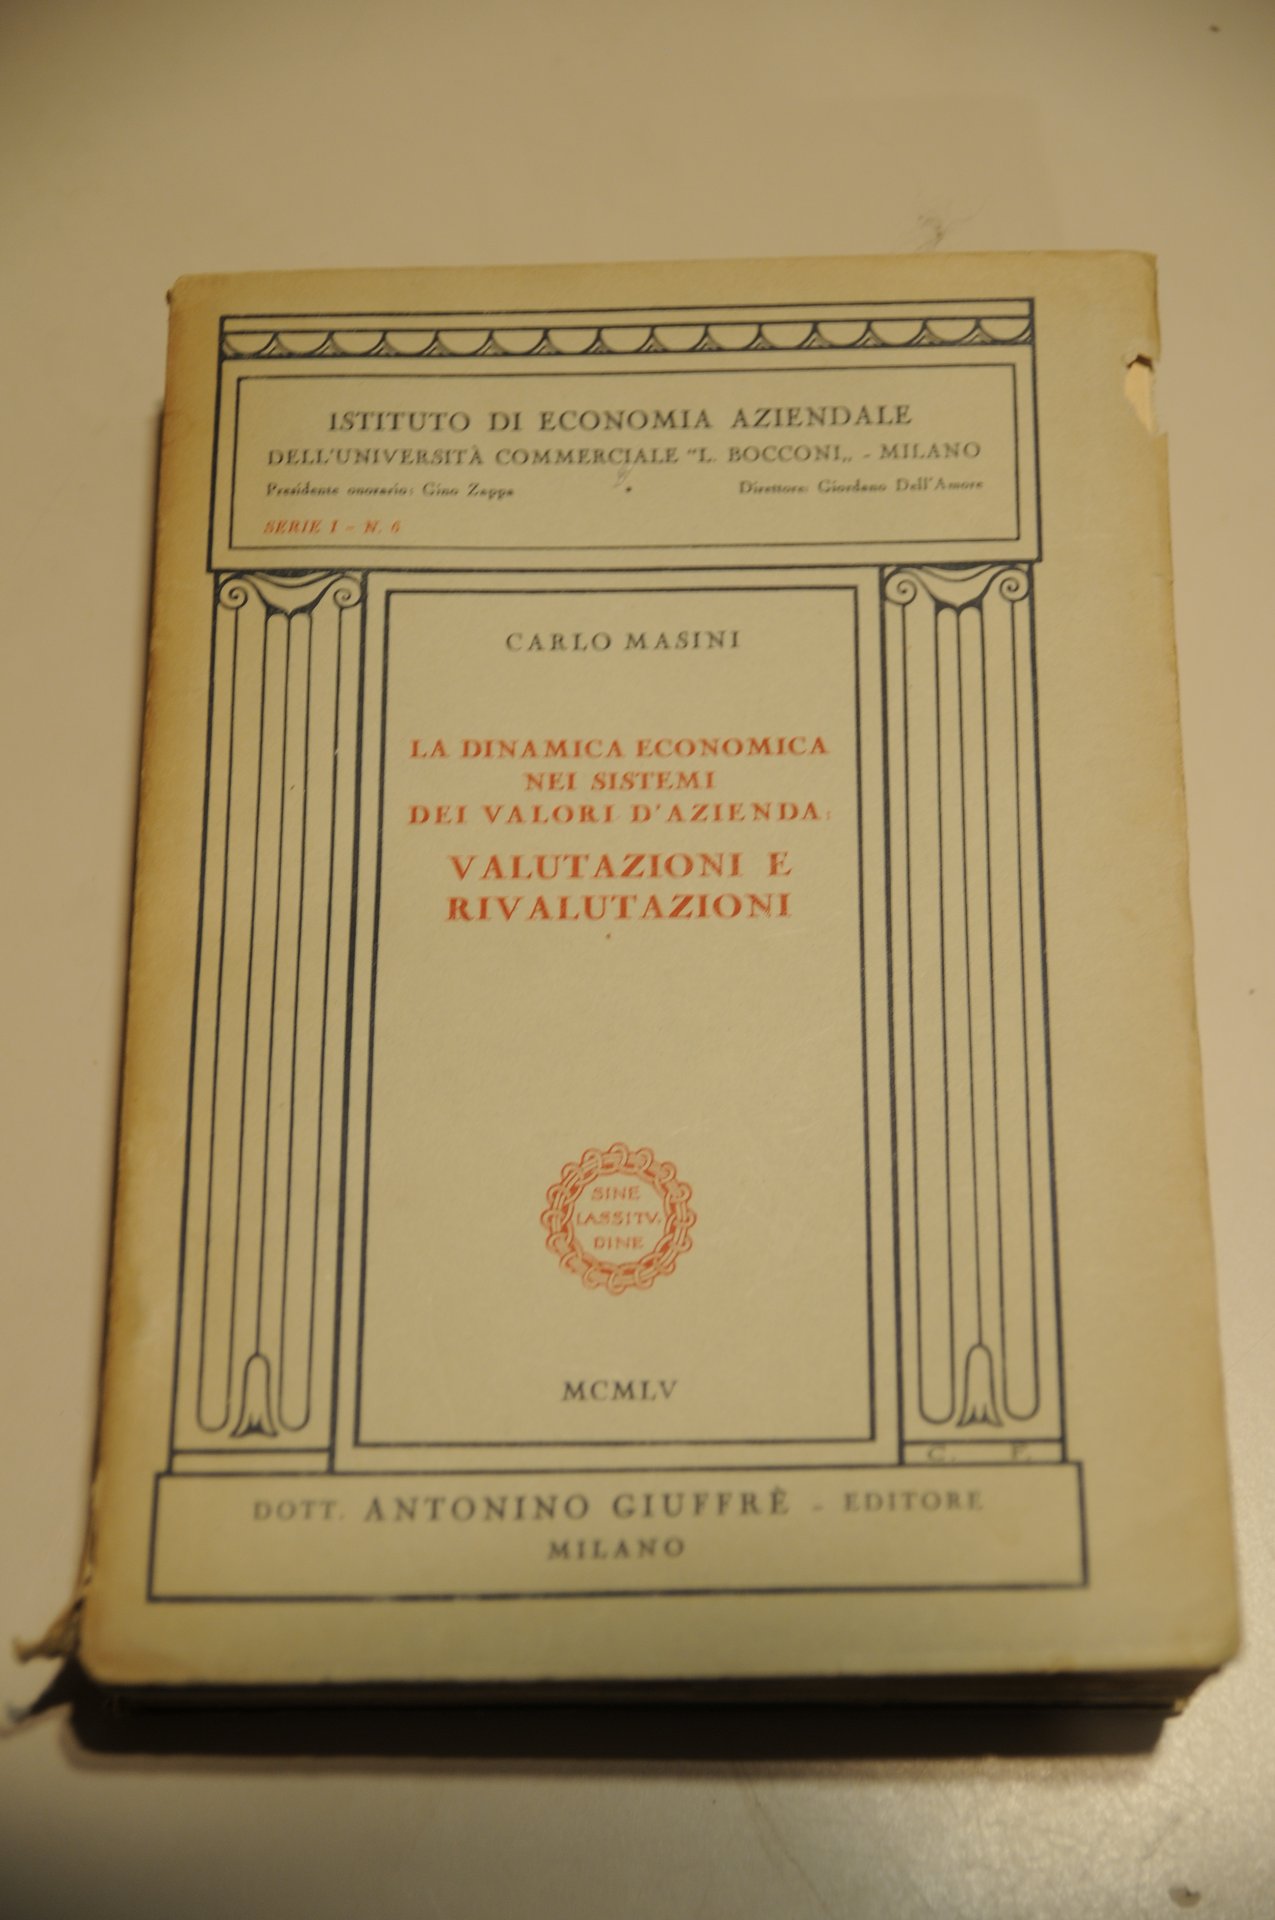 ISTITUTO DI ECONOMIA AZIENDALE
DELL'UNIVERSITÀ COMMERCIALE "L. BOCCONI„ - MILANO
Presidente onorario: Gino Zappa
Direttore: Giordano Dell'Amore
SERIE I - N. 6
CARLO MASINI
LA DINAMICA ECONOMICA
NEI SISTEMI
DEI VALORI D'AZIENDA:
VALUTAZIONI E
RIVALUTAZIONI
SINE
LASSITV.
DINE
MCMLV
C. F.
DOTT. ANTONINO GIUFFRÈ - EDITORE
MILANO